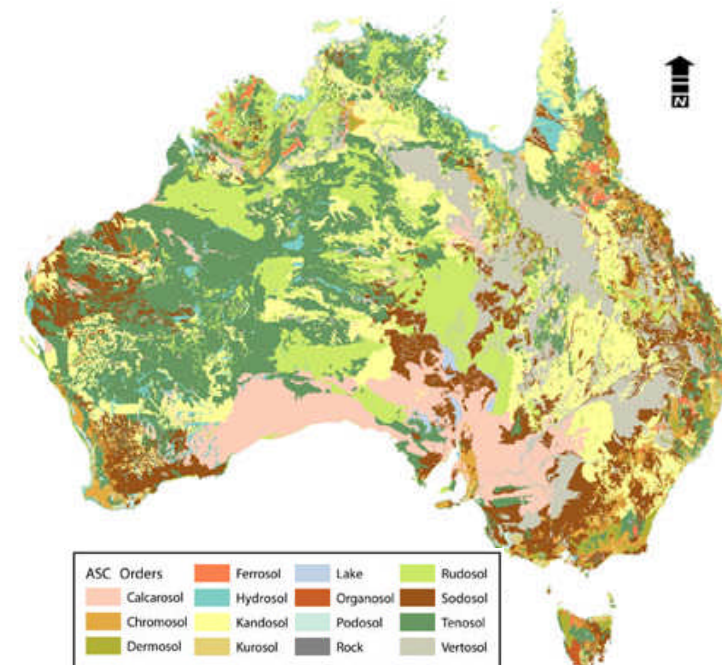 N
ASC Orders
Ferrosol
Lake
Rudosol
Calcarosol
Hydrosol
Organosol
Sodosol
Chromosol
Kandosol
Podosol
Tenosol
Dermosol
Kurosol
Rock
Vertosol